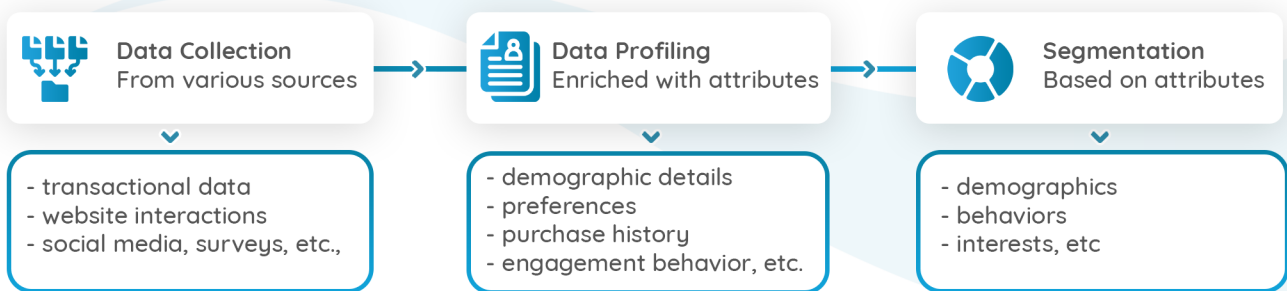 Data Collection
From various sources
Data Profiling
Enriched with attributes
Segmentation
Based on attributes
- transactional data
- website interactions
- social media, surveys, etc.,
- demographic details
- preferences
- purchase history
- engagement behavior, etc.
- demographics
- behaviors
- interests, etc